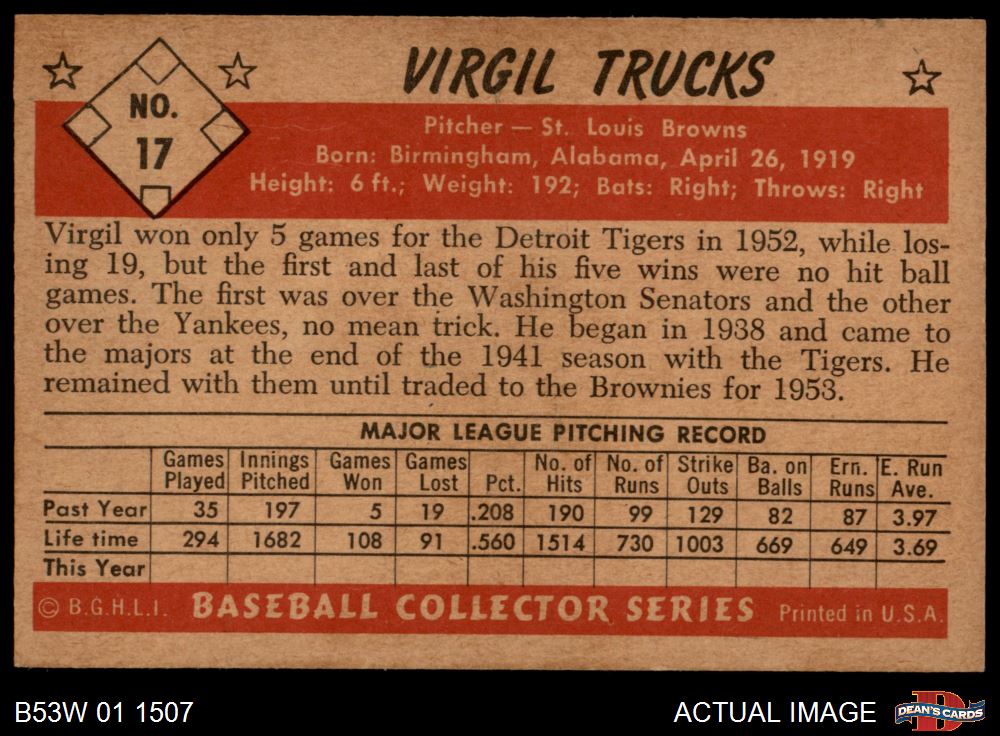 NO.
17
VIRGIL TRUCKS
Pitcher — St. Louis Browns
Born: Birmingham, Alabama, April 26, 1919
Height: 6 ft.; Weight: 192; Bats: Right; Throws: Right
Virgil won only 5 games for the Detroit Tigers in 1952, while los-
ing 19, but the first and last of his five wins were no hit ball
games. The first was over the Washington Senators and the other
over the Yankees, no mean trick. He began in 1938 and came to
the majors at the end of the 1941 season with the Tigers. He
remained with them until traded to the Brownies for 1953.
MAJOR LEAGUE PITCHING RECORD
Games Innings Games Games No. of No. of Strike Ba. on Ern. E. Run
Played Pitched Won Lost Pct. Hits Runs Outs Balls Runs Ave.
Past Year 35 197 5 19 .208 190 99 129 82 87 3.97
Life time 294 1682 108 91 .560 1514 730 1003 669 649 3.69
This Year
© B.G.H.L.I. BASEBALL COLLECTOR SERIES Printed in U.S.A.
B53W 01 1507 ACTUAL IMAGE DEAN'S CARDS